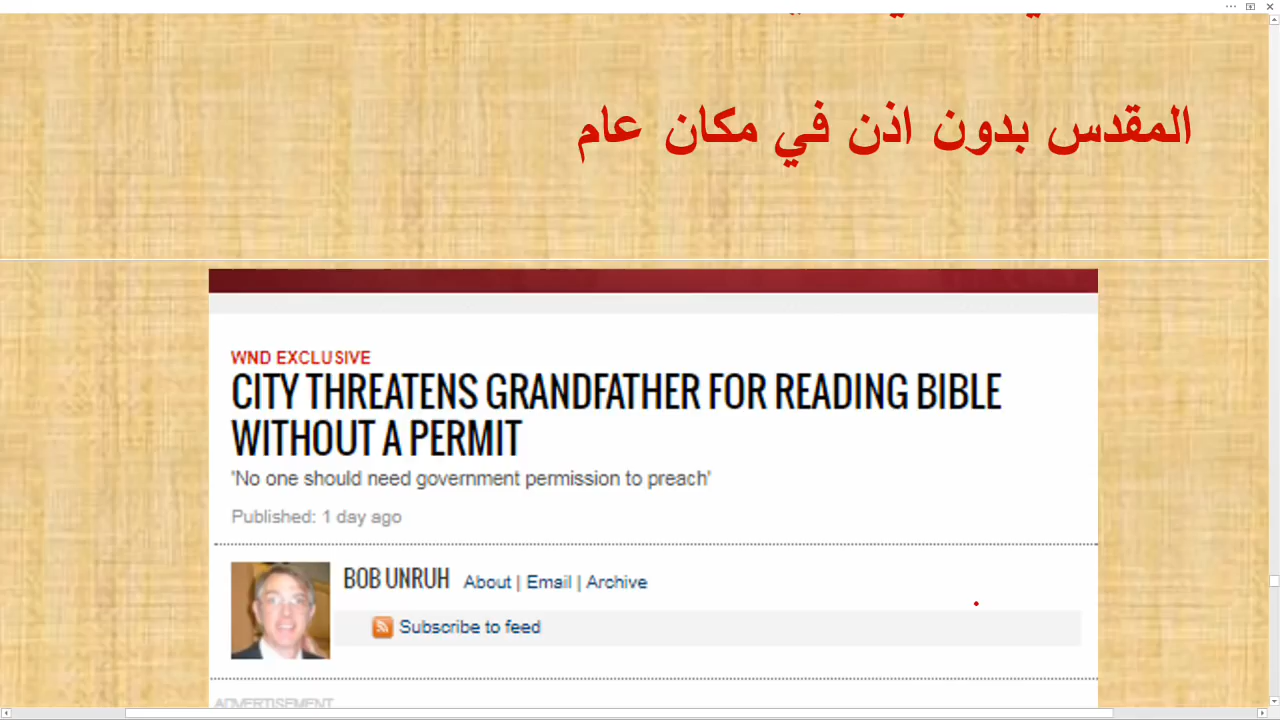 المقدس بدون اذن في مكان عام
WND EXCLUSIVE
CITY THREATENS GRANDFATHER FOR READING BIBLE
WITHOUT A PERMIT
'No one should need government permission to preach'
Published: 1 day ago
BOB UNRUH About | Email | Archive
Subscribe to feed
ADVERTISEMENT